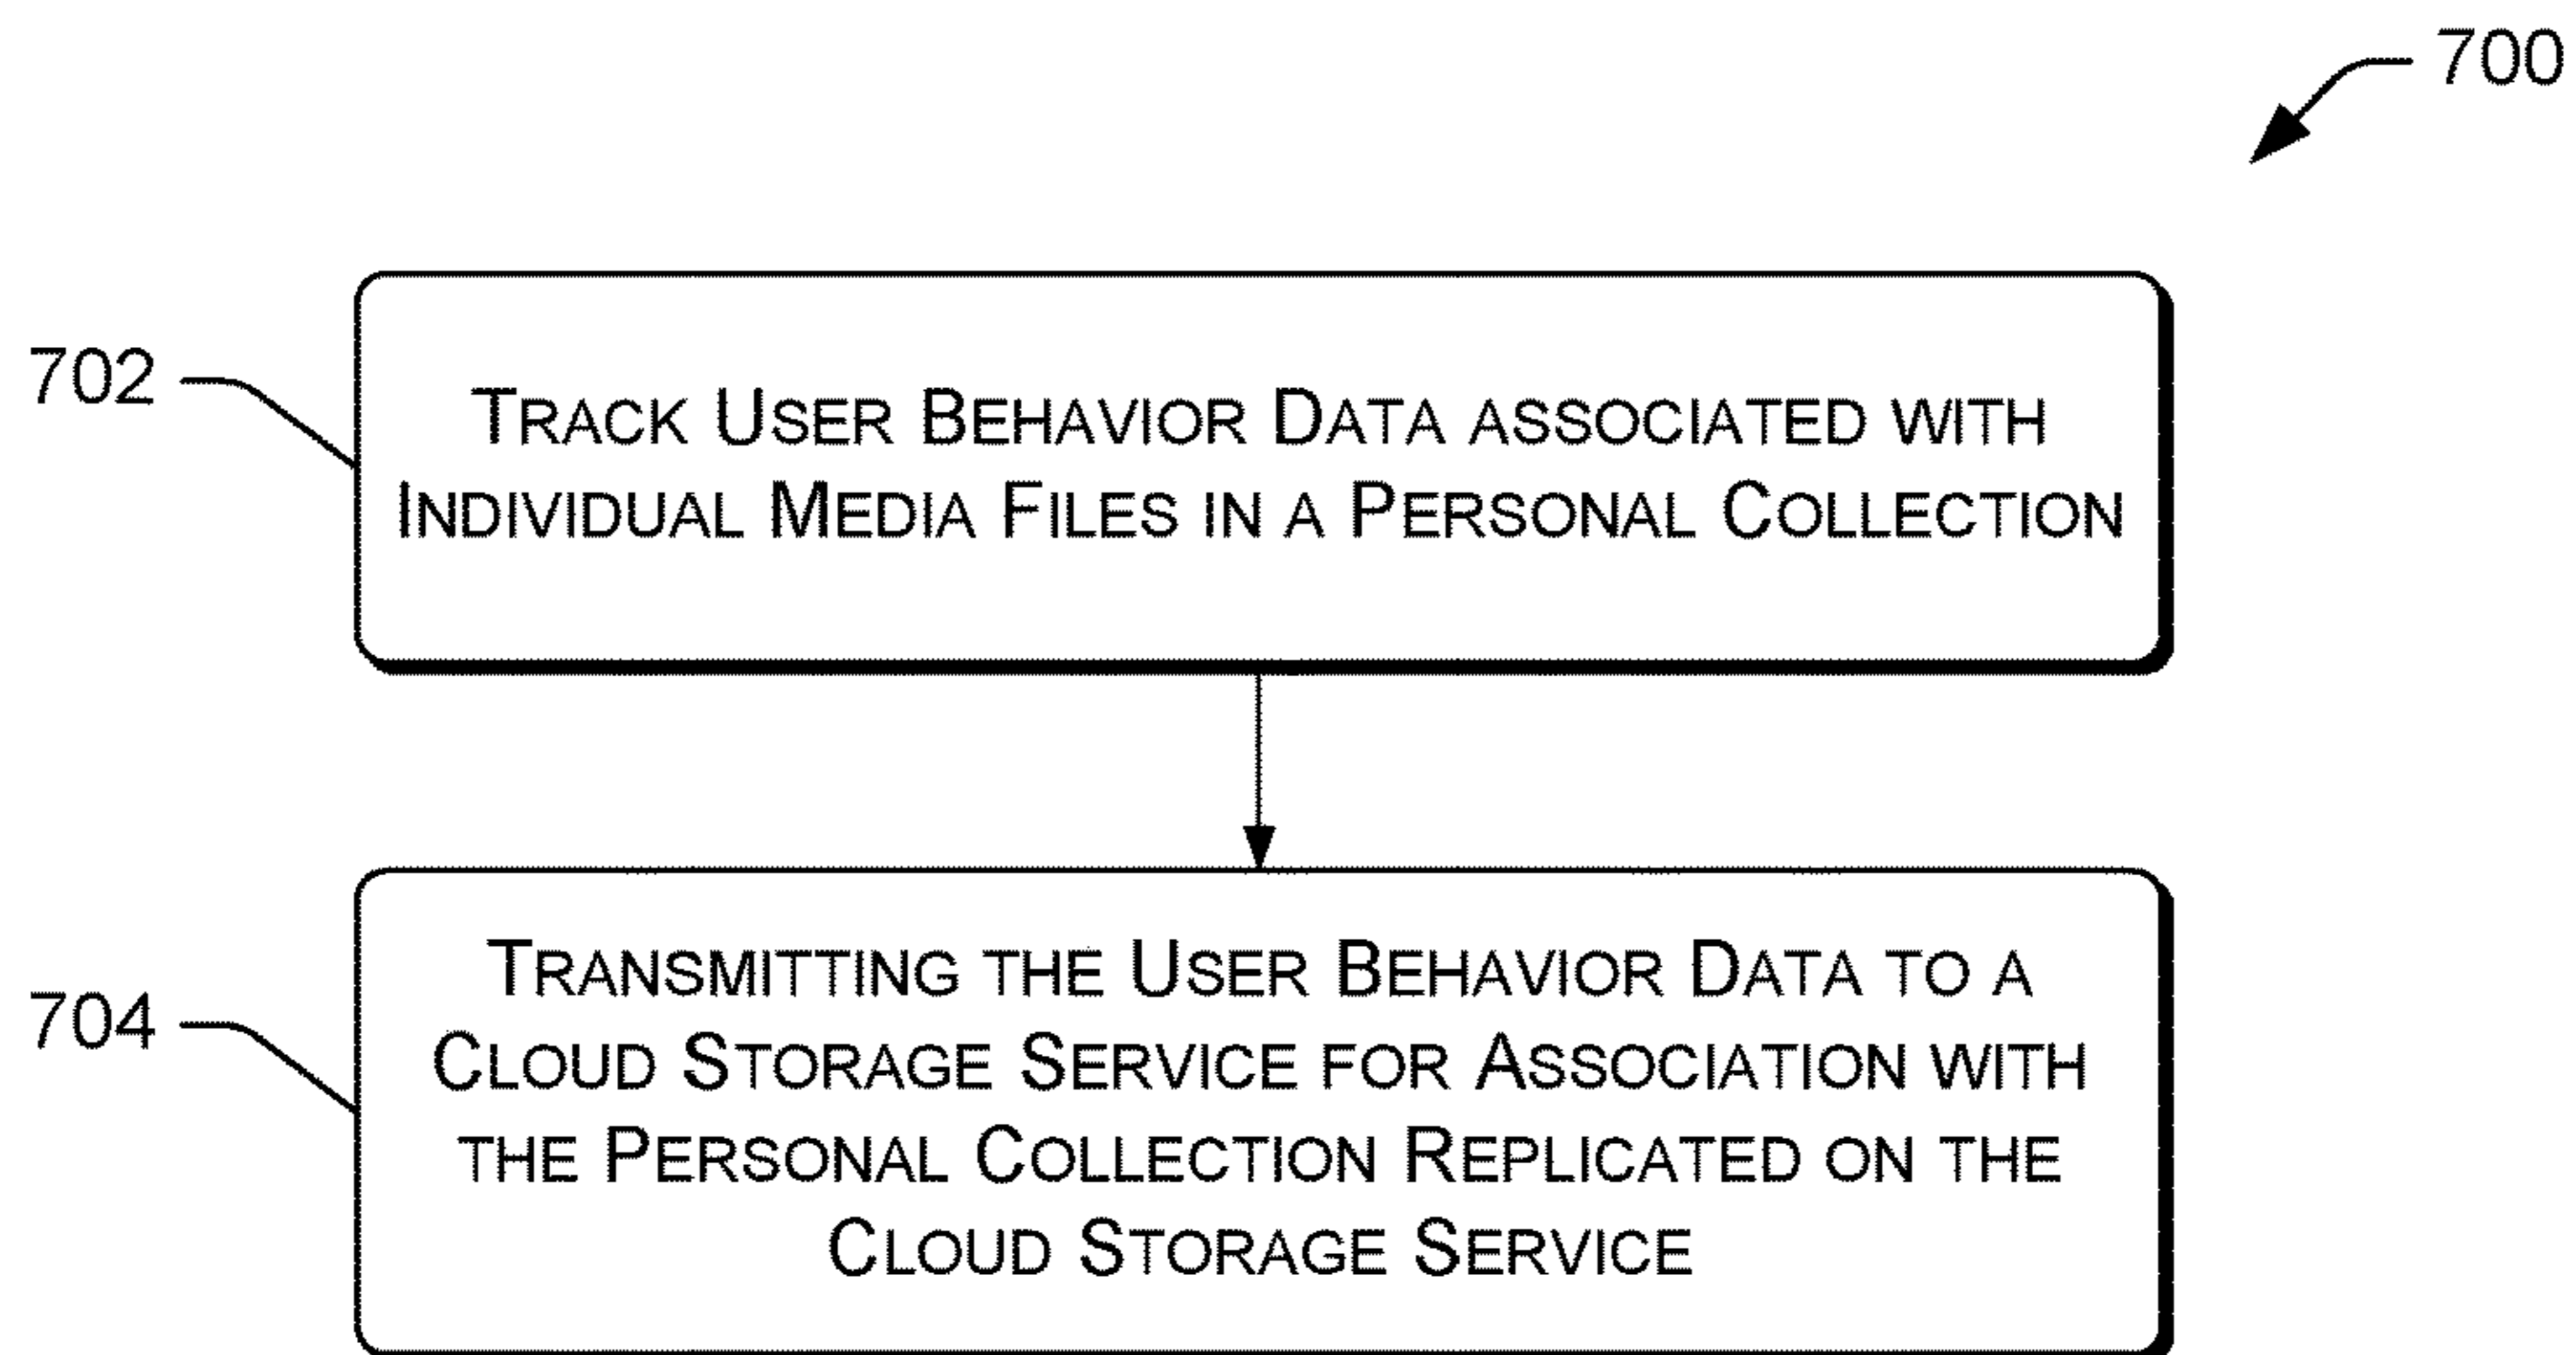 700
702
TRACK USER BEHAVIOR DATA ASSOCIATED WITH
INDIVIDUAL MEDIA FILES IN A PERSONAL COLLECTION
704
TRANSMITTING THE USER BEHAVIOR DATA TO A
CLOUD STORAGE SERVICE FOR ASSOCIATION WITH
THE PERSONAL COLLECTION REPLICATED ON THE
CLOUD STORAGE SERVICE